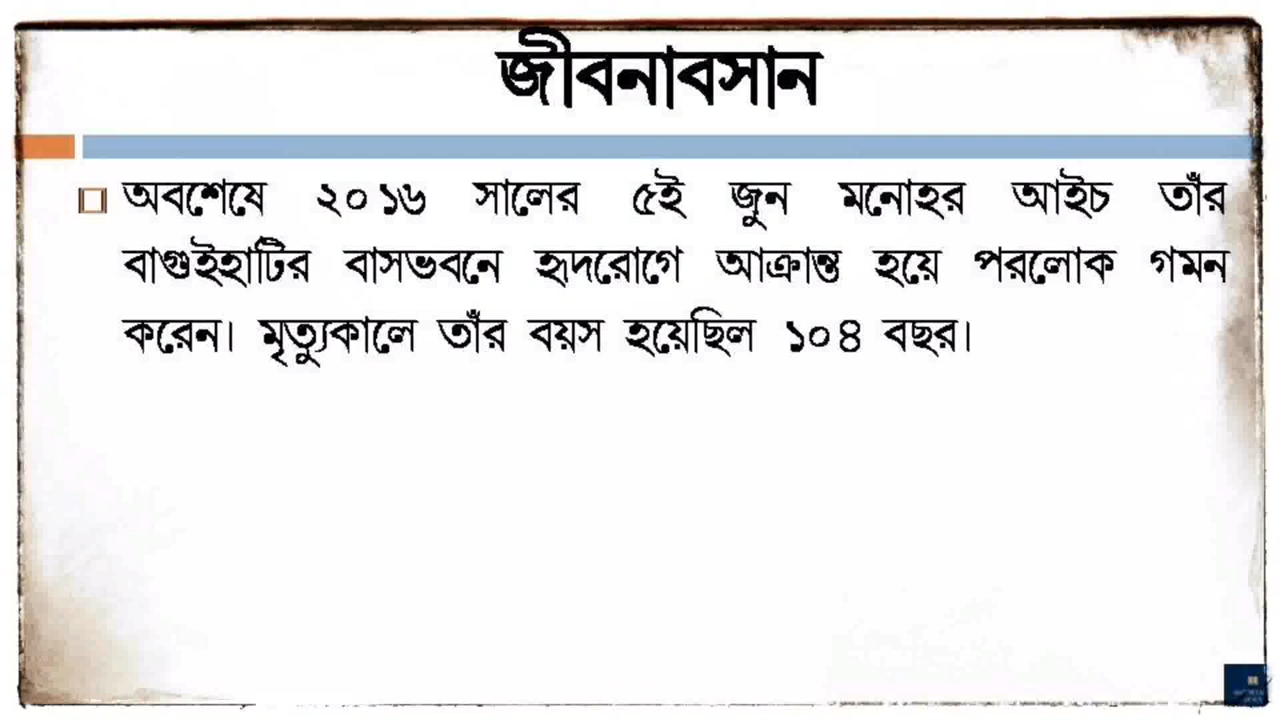 জীবনাবসান
অবশেষে ২০১৬ সালের ৫ই জুন মনোহর আইচ তাঁর
বাগুইহাটির বাসভবনে হৃদরোগে আক্রান্ত হয়ে পরলোক গমন
করেন। মৃত্যুকালে তাঁর বয়স হয়েছিল ১০৪ বছর।